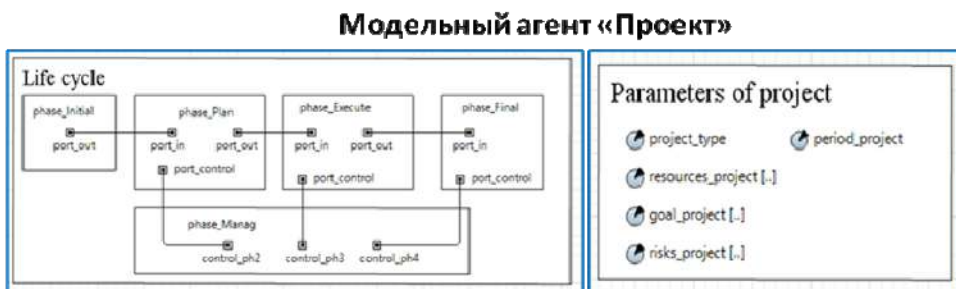 Модельный агент «Проект»
Life cycle
phase_Initial
port_out
phase_Plan
port_in
port_out
port_control
phase_Execute
port_in
port_out
port_control
phase_Final
port_in
port_control
phase_Manag
control_ph2
control_ph3
control_ph4
Parameters of project
project_type
period_project
resources_project [..]
goal_project [..]
risks_project [..]